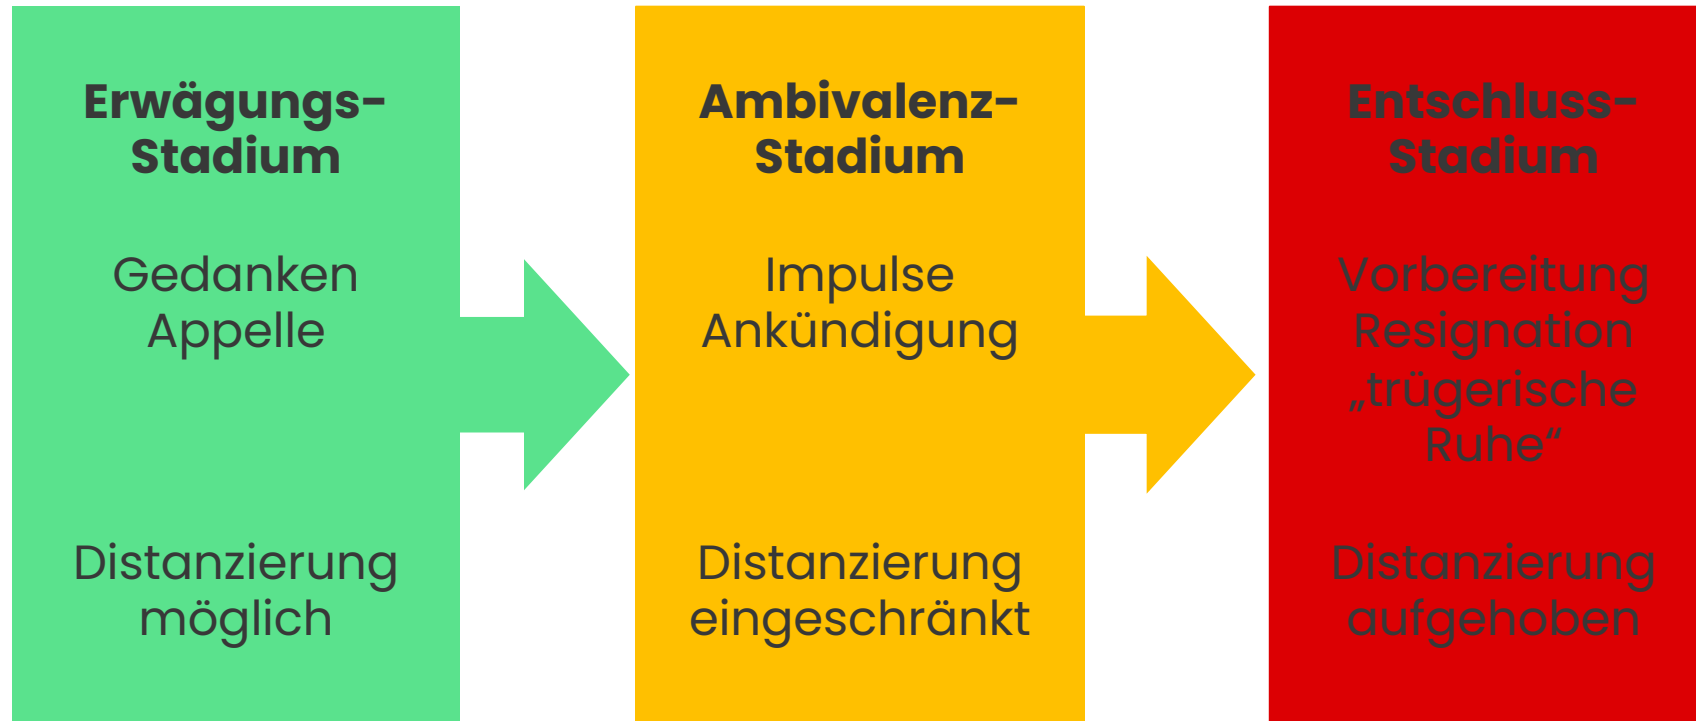 Erwägungs-
Stadium
Gedanken
Appelle
Distanzierung
möglich
Ambivalenz-
Stadium
Impulse
Ankündigung
Distanzierung
eingeschränkt
Entschluss-
Stadium
Vorbereitung
Resignation
„trügerische
Ruhe“
Distanzierung
aufgehoben